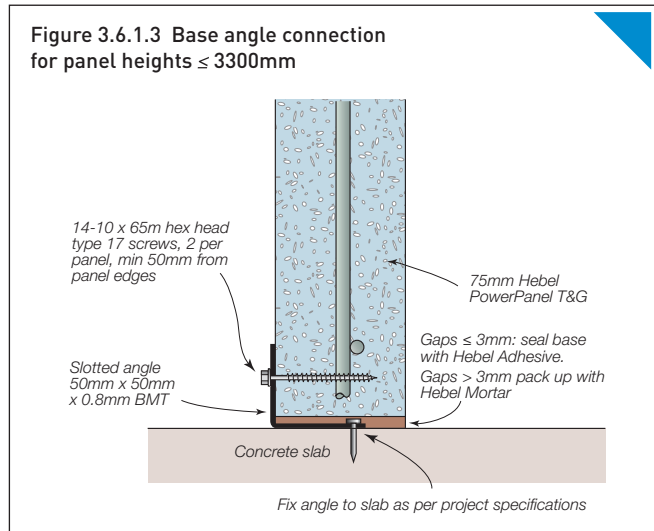 Figure 3.6.1.3 Base angle connection
for panel heights ≤ 3300mm
14-10 x 65m hex head
type 17 screws, 2 per
panel, min 50mm from
panel edges
75mm Hebel
PowerPanel T&G
Gaps ≤ 3mm: seal base
with Hebel Adhesive.
Gaps > 3mm pack up with
Hebel Mortar
Slotted angle
50mm x 50mm
x 0.8mm BMT
Concrete slab
Fix angle to slab as per project specifications